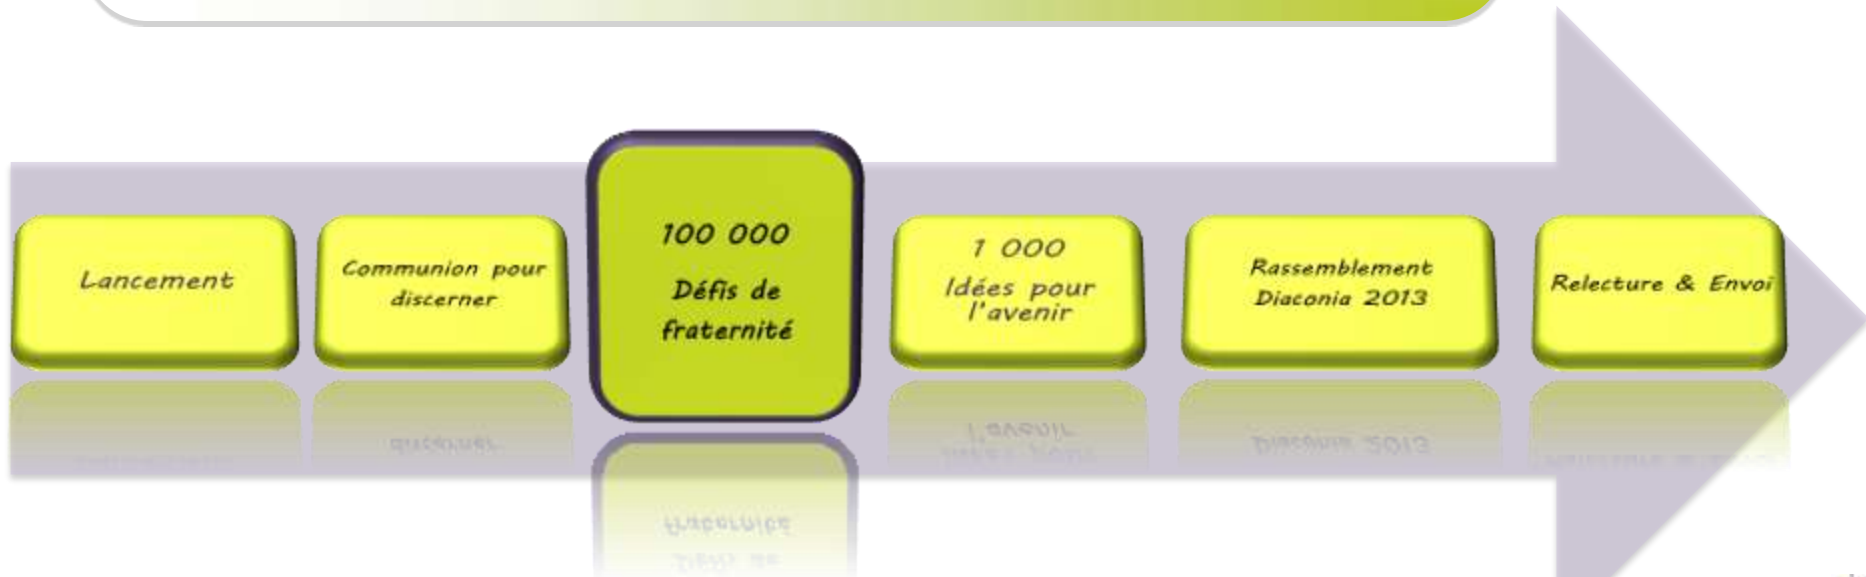 Lancement
Communion pour
discerner
100 000
Défis de
fraternité
1 000
Idées pour
l'avenir
Rassemblement
Diaconia 2013
Relecture & Envoi